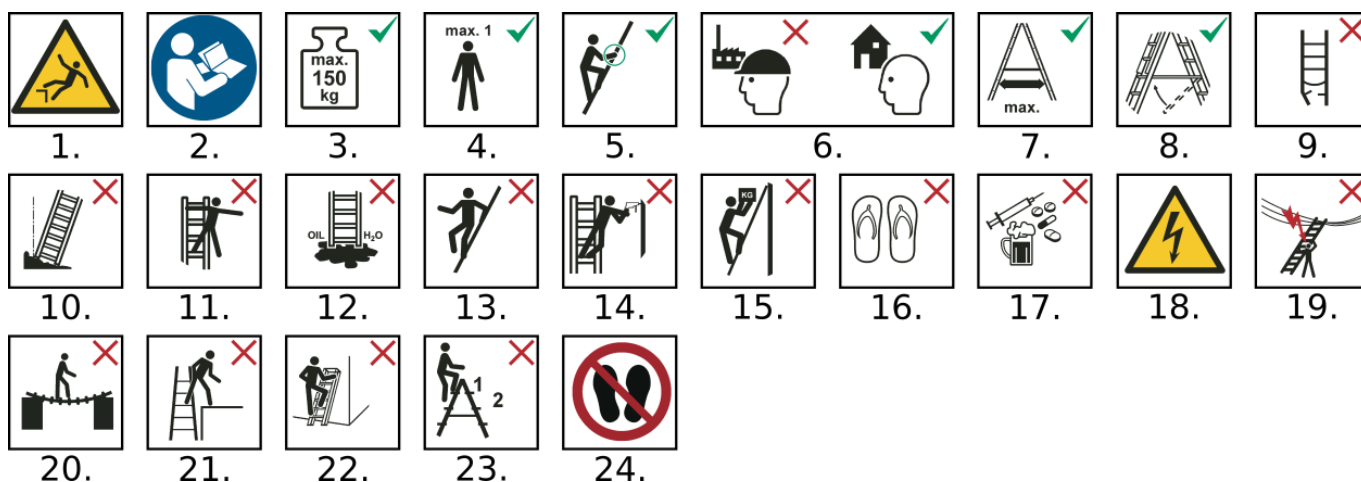 max.
150
kg
max. 1
max.
1. 2. 3. 4. 5. 6. 7. 8. 9.
OIL H₂O
KG
10. 11. 12. 13. 14. 15. 16. 17. 18. 19.
1
2
20. 21. 22. 23. 24.